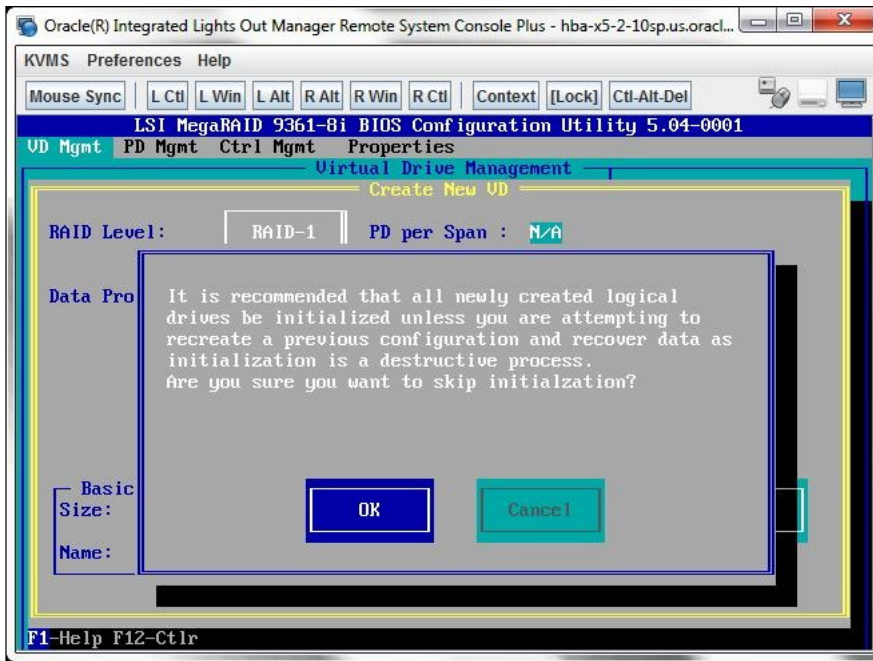 Oracle(R) Integrated Lights Out Manager Remote System Console Plus - hba-x5-2-10sp.us.oracl...
KVMS Preferences Help
Mouse Sync L Ctl L Win L Alt R Alt R Win R Ctl Context [Lock] Ctl-Alt-Del
LSI MegaRAID 9361-8i BIOS Configuration Utility 5.04-0001
VD Mgmt PD Mgmt Ctrl Mgmt Properties
Virtual Drive Management
Create New VD
RAID Level: RAID-1 PD per Span : N/A
Data Pro
It is recommended that all newly created logical
drives be initialized unless you are attempting to
recreate a previous configuration and recover data as
initialization is a destructive process.
Are you sure you want to skip initialzation?
Basic
Size:
OK Cancel
Name:
F1-Help F12-Ctlr